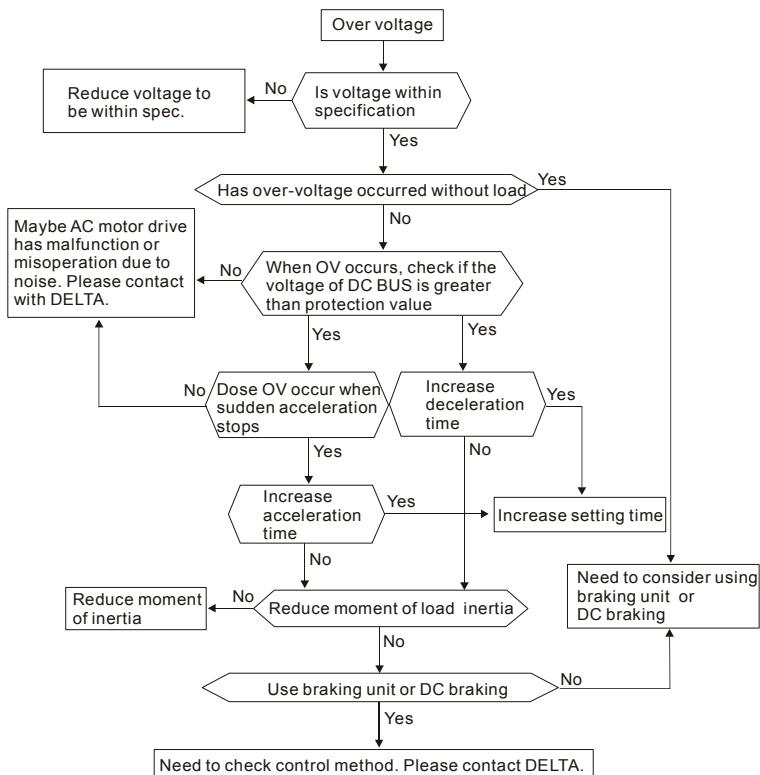 Over voltage
Reduce voltage to
be within spec.
No
Is voltage within
specification
Yes
Has over-voltage occurred without load
Yes
No
Maybe AC motor drive
has malfunction or
misoperation due to
noise. Please contact
with DELTA.
No
When OV occurs, check if the
voltage of DC BUS is greater
than protection value
Yes
Yes
No
Dose OV occur when
sudden acceleration
stops
Increase
deceleration
time
Yes
Yes
No
Increase
acceleration
time
Yes
Increase setting time
No
Reduce moment
of inertia
No
Reduce moment of load inertia
Need to consider using
braking unit or
DC braking
No
Use braking unit or DC braking
No
Yes
Need to check control method. Please contact DELTA.